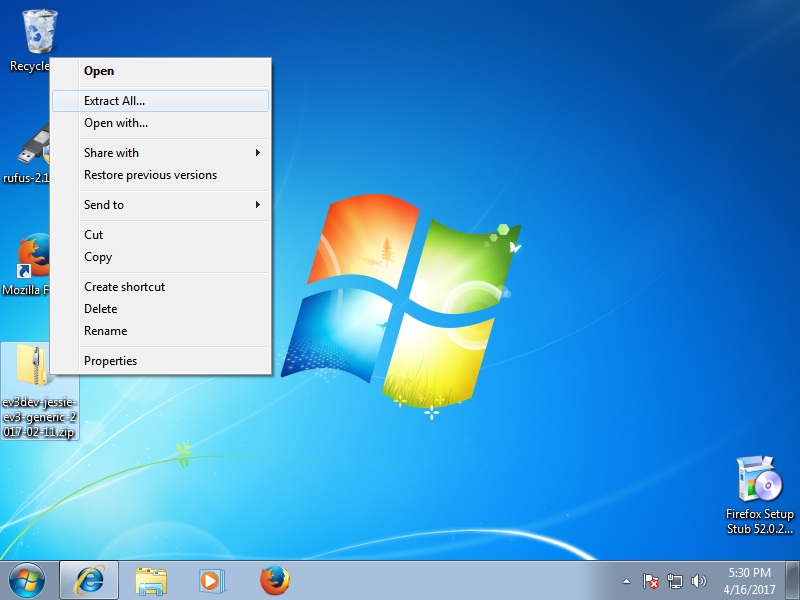 Recycle
Open
Extract All...
Open with...
Share with
Restore previous versions
Send to
Cut
Copy
Create shortcut
Delete
Rename
Properties
rufus-2.1
Mozilla F
ev3dev-jessie-
ev3-generic-2
017-02-11.zip
Firefox Setup
Stub 52.0.2...
5:30 PM
4/16/2017